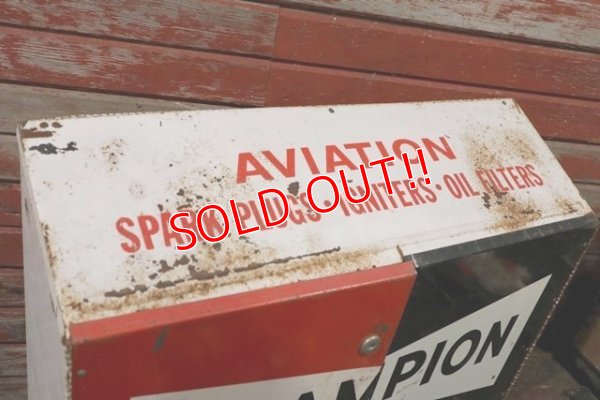 AVIATION
SPARK PLUGS · IGNITERS · OIL FILTERS
SOLD OUT!!
AMPION